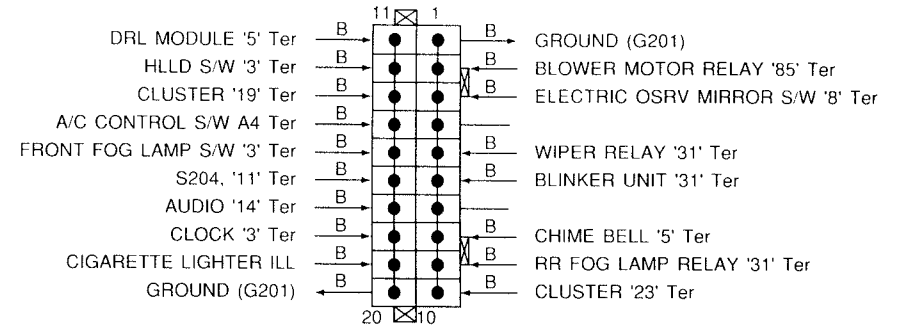 11 1
DRL MODULE '5' Ter B B GROUND (G201)
HLLD S/W '3' Ter B B BLOWER MOTOR RELAY '85' Ter
CLUSTER '19' Ter B B ELECTRIC OSRV MIRROR S/W '8' Ter
A/C CONTROL S/W A4 Ter B
FRONT FOG LAMP S/W '3' Ter B B WIPER RELAY '31' Ter
S204, '11' Ter B B BLINKER UNIT '31' Ter
AUDIO '14' Ter B
CLOCK '3' Ter B B CHIME BELL '5' Ter
CIGARETTE LIGHTER ILL B B RR FOG LAMP RELAY '31' Ter
GROUND (G201) B B CLUSTER '23' Ter
20 10